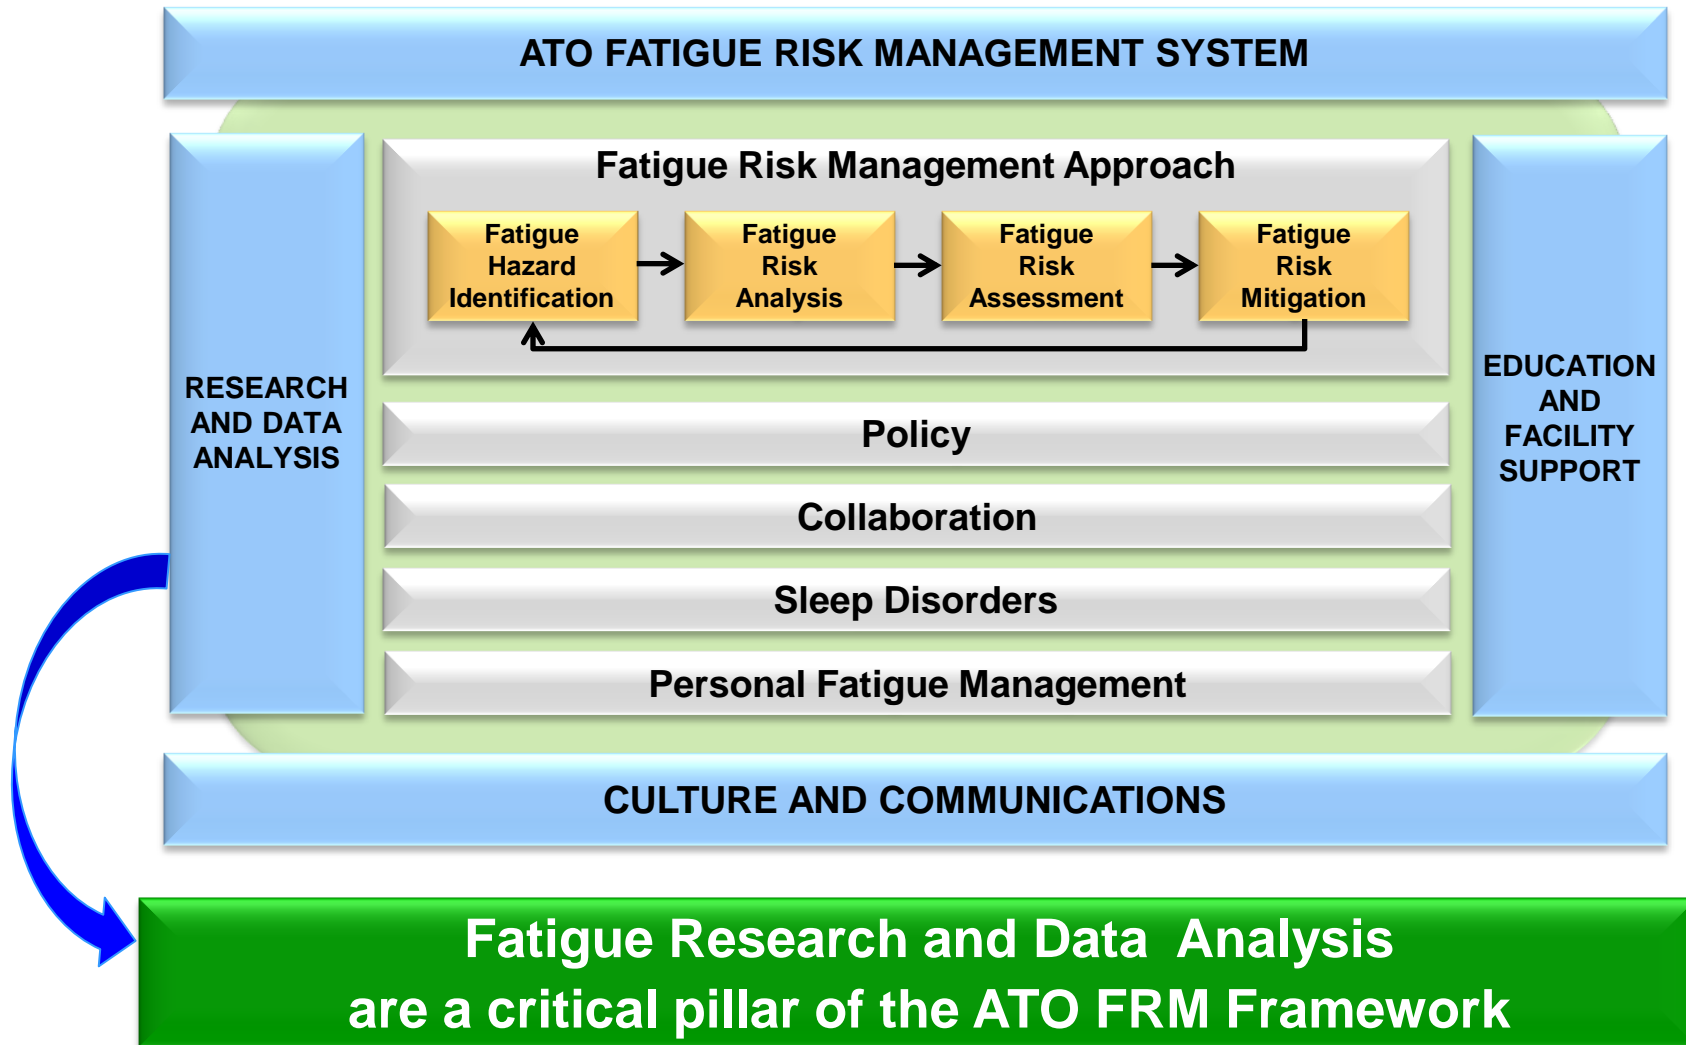 ATO FATIGUE RISK MANAGEMENT SYSTEM
RESEARCH
AND DATA
ANALYSIS
Fatigue Risk Management Approach
Fatigue
Hazard
Identification
Fatigue
Risk
Analysis
Fatigue
Risk
Assessment
Fatigue
Risk
Mitigation
Policy
Collaboration
Sleep Disorders
Personal Fatigue Management
EDUCATION
AND
FACILITY
SUPPORT
CULTURE AND COMMUNICATIONS
Fatigue Research and Data Analysis
are a critical pillar of the ATO FRM Framework